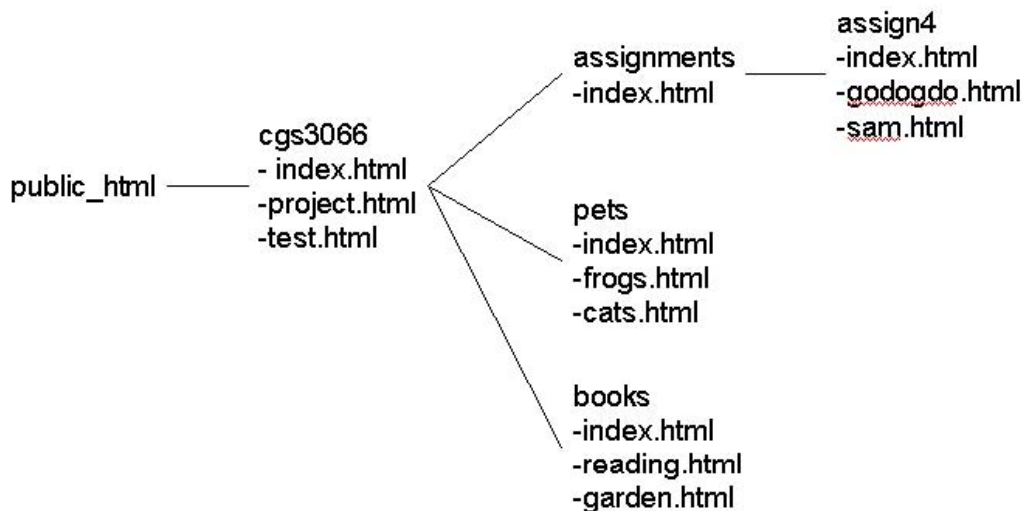 public_html
cgs3066
- index.html
-project.html
-test.html
assignments
-index.html
assign4
-index.html
-godogdo.html
-sam.html
pets
-index.html
-frogs.html
-cats.html
books
-index.html
-reading.html
-garden.html